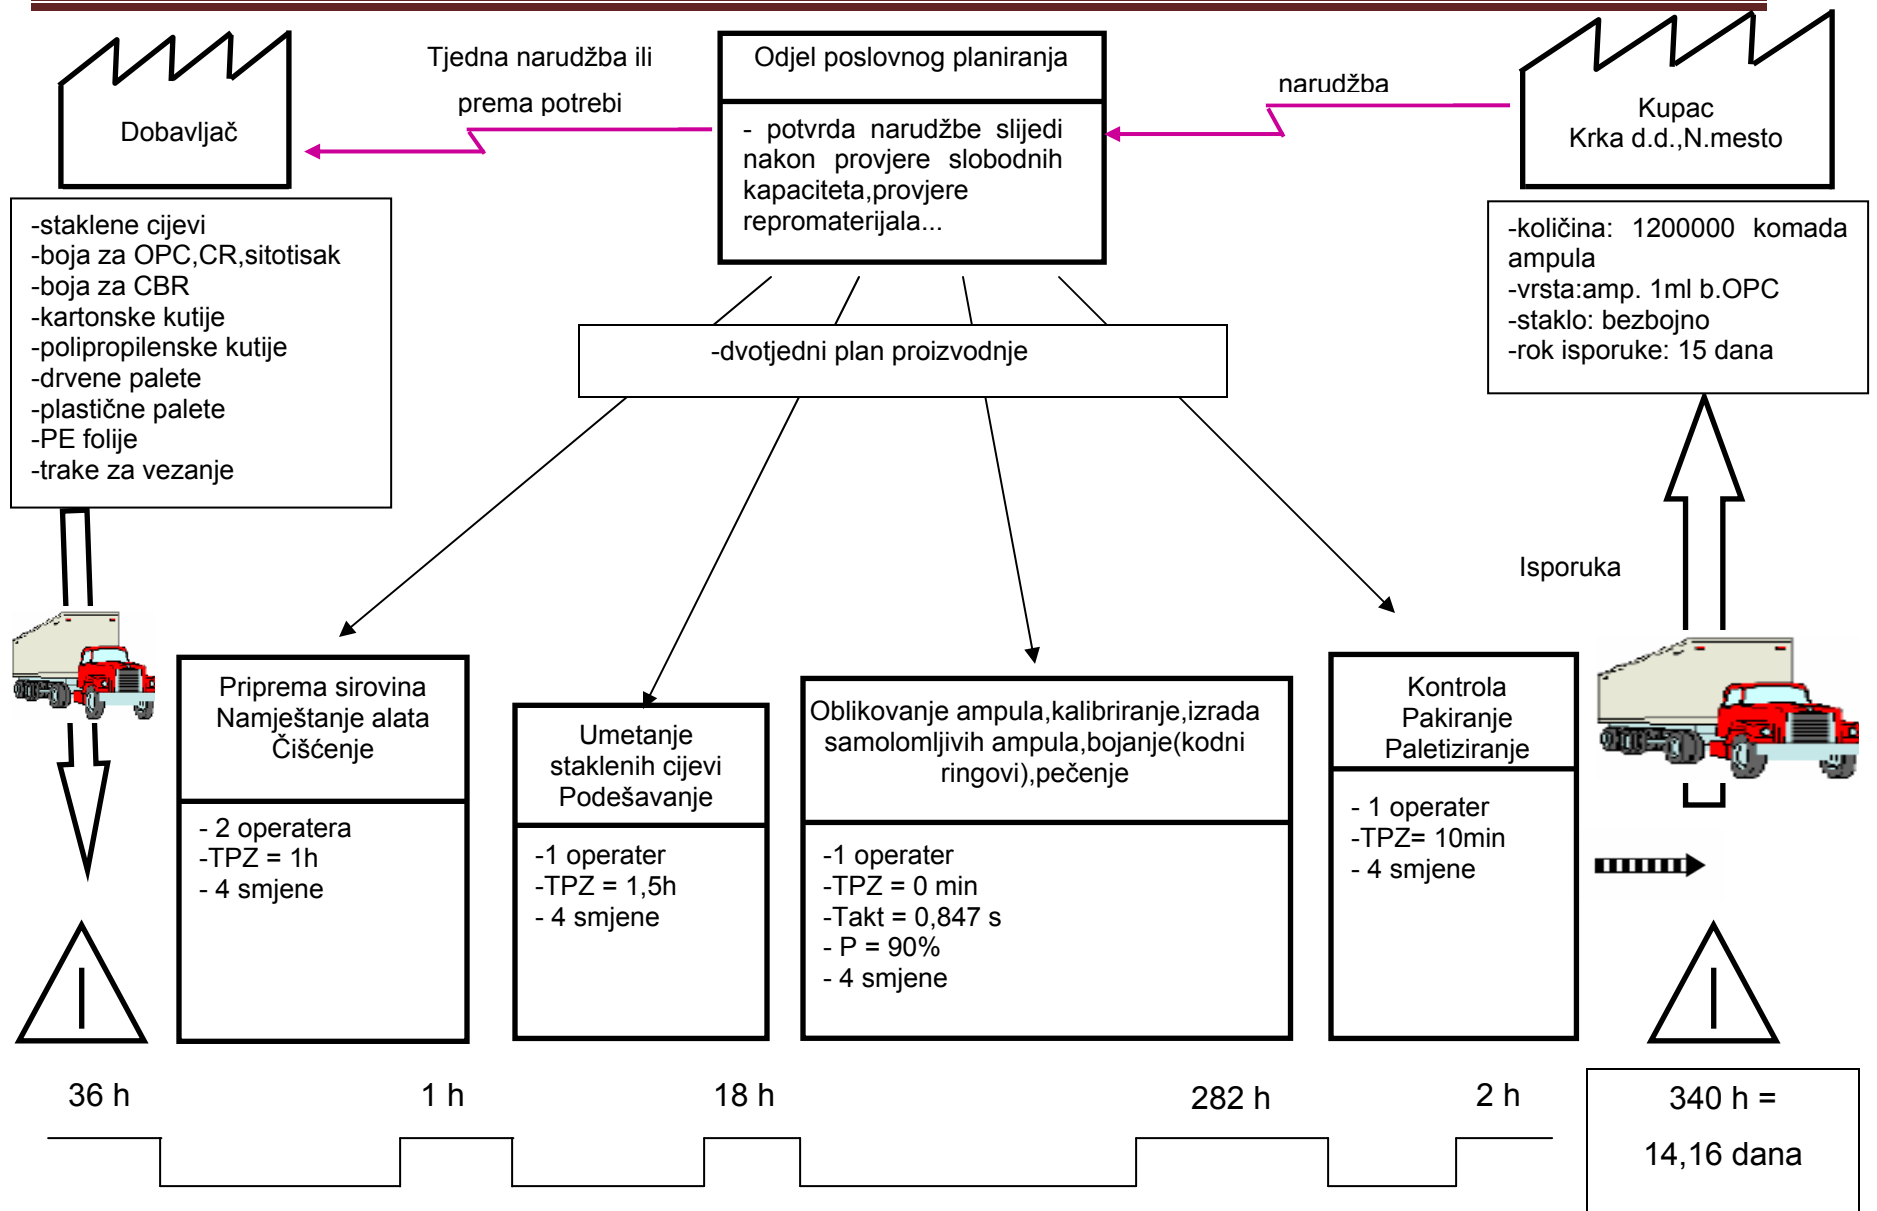 Tjedna narudžba ili
prema potrebi
Odjel poslovnog planiranja
- potvrda narudžbe slijedi
nakon provjere slobodnih
kapaciteta,provjere
repromaterijala...
narudžba
Kupac
Krka d.d.,N.mesto
Dobavljač
-staklene cijevi
-boja za OPC,CR,sitotisak
-boja za CBR
-kartonske kutije
-polipropilenske kutije
-drvene palete
-plastične palete
-PE folije
-trake za vezanje
-količina: 1200000 komada
ampula
-vrsta:amp. 1ml b.OPC
-staklo: bezbojno
-rok isporuke: 15 dana
-dvotjedni plan proizvodnje
Isporuka
Priprema sirovina
Namještanje alata
Čišćenje
- 2 operatera
-TPZ = 1h
- 4 smjene
Umetanje
staklenih cijevi
Podešavanje
-1 operater
-TPZ = 1,5h
- 4 smjene
Oblikovanje ampula,kalibriranje,izrada
samolomljivih ampula,bojanje(kodni
ringovi),pečenje
-1 operater
-TPZ = 0 min
-Takt = 0,847 s
- P = 90%
- 4 smjene
Kontrola
Pakiranje
Paletiziranje
- 1 operater
-TPZ= 10min
- 4 smjene
I
I
36 h
1 h
18 h
282 h
2 h
340 h =
14,16 dana